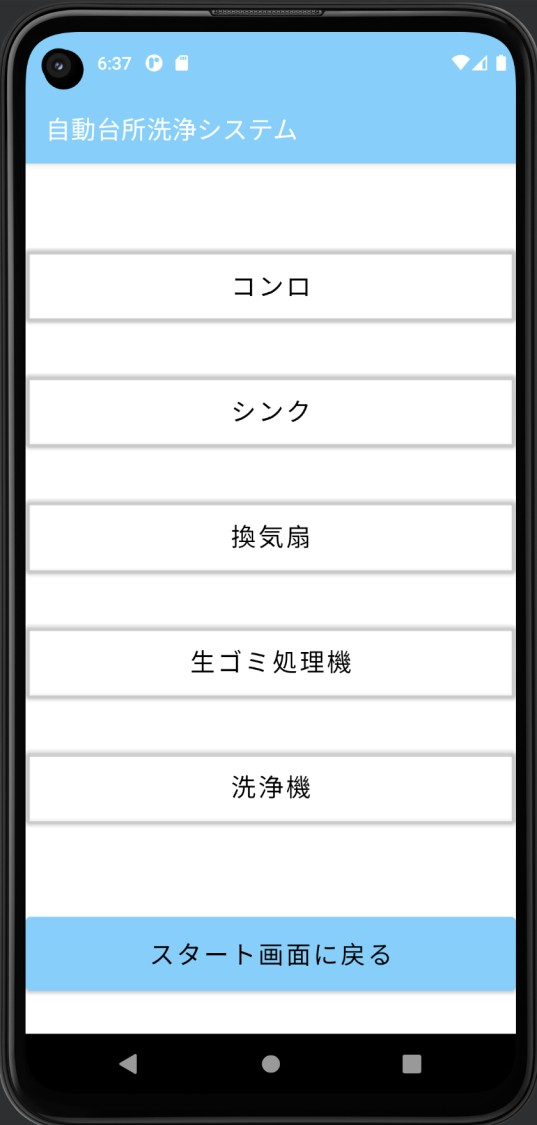 6:37
自動台所洗浄システム
コンロ
シンク
換気扇
生ゴミ処理機
洗浄機
スタート画面に戻る